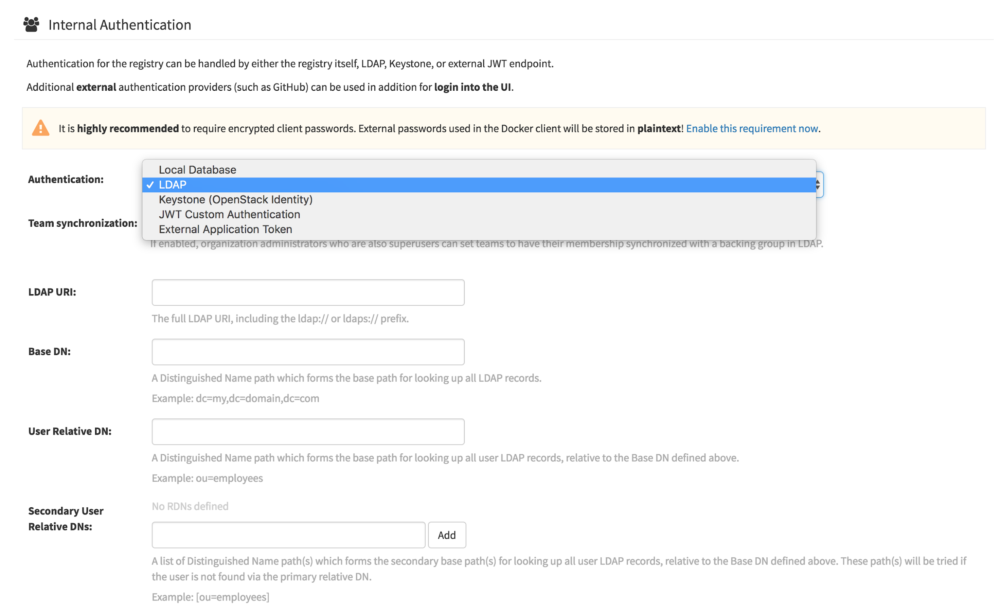 Internal Authentication
Authentication for the registry can be handled by either the registry itself, LDAP, Keystone, or external JWT endpoint.
Additional external authentication providers (such as GitHub) can be used in addition for login into the UI.
It is highly recommended to require encrypted client passwords. External passwords used in the Docker client will be stored in plaintext! Enable this requirement now.
Authentication:
Local Database
✓ LDAP
Keystone (OpenStack Identity)
JWT Custom Authentication
External Application Token
Team synchronization:
If enabled, organization administrators who are also superusers can set teams to have their membership synchronized with a backing group in LDAP.
LDAP URI:
The full LDAP URI, including the ldap:// or ldaps:// prefix.
Base DN:
A Distinguished Name path which forms the base path for looking up all LDAP records.
Example: dc=my,dc=domain,dc=com
User Relative DN:
A Distinguished Name path which forms the base path for looking up all user LDAP records, relative to the Base DN defined above.
Example: ou=employees
Secondary User
Relative DNs:
No RDNs defined
Add
A list of Distinguished Name path(s) which forms the secondary base path(s) for looking up all user LDAP records, relative to the Base DN defined above. These path(s) will be tried if
the user is not found via the primary relative DN.
Example: [ou=employees]